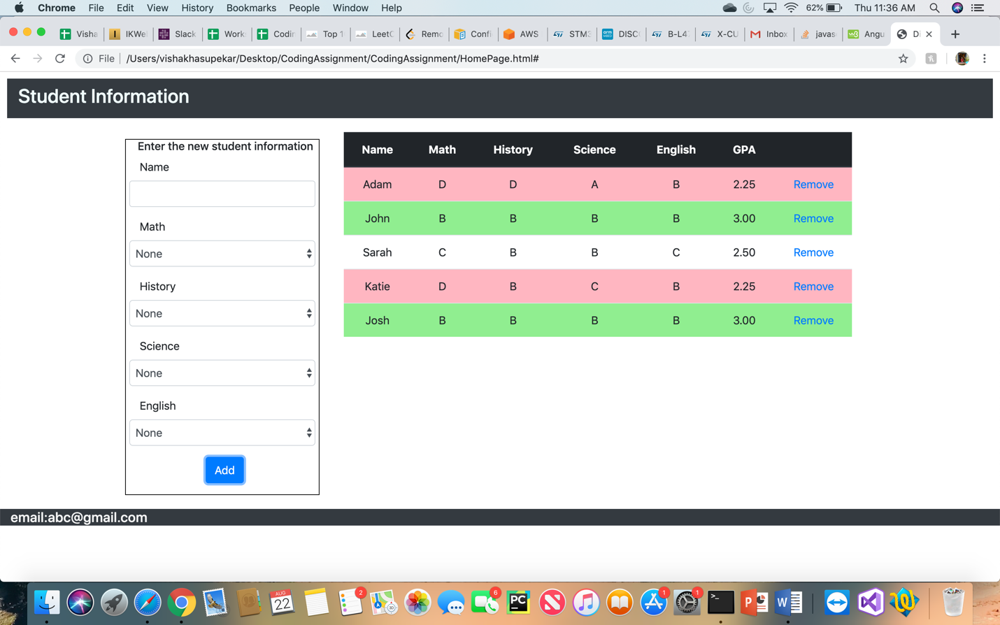 Chrome File Edit View History Bookmarks People Window Help 62% Thu 11:36 AM
Visha IKWe Slack Work Codin Top 1 LeetC Remo Confi AWS STM3 DISCO B-L47 X-CU Inbox javas Angu Di
File /Users/vishakhasupekar/Desktop/CodingAssignment/CodingAssignment/HomePage.html#
Student Information
Enter the new student information
Name
Math
None
History
None
Science
None
English
None
Add
Name Math History Science English GPA
Adam D D A B 2.25 Remove
John B B B B 3.00 Remove
Sarah C B B C 2.50 Remove
Katie D B C B 2.25 Remove
Josh B B B B 3.00 Remove
email:abc@gmail.com
AUG
22
2
6
PC
1
1
P
W